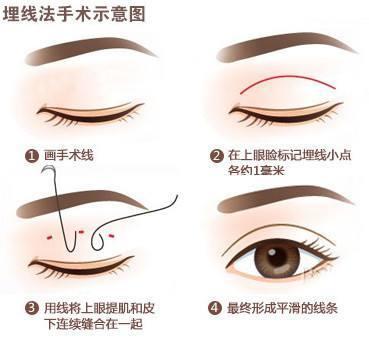 埋线法手术示意图
1 画手术线
2 在上眼睑标记埋线小点
各约1毫米
3 用线将上眼提肌和皮
下连续缝合在一起
4 最终形成平滑的线条